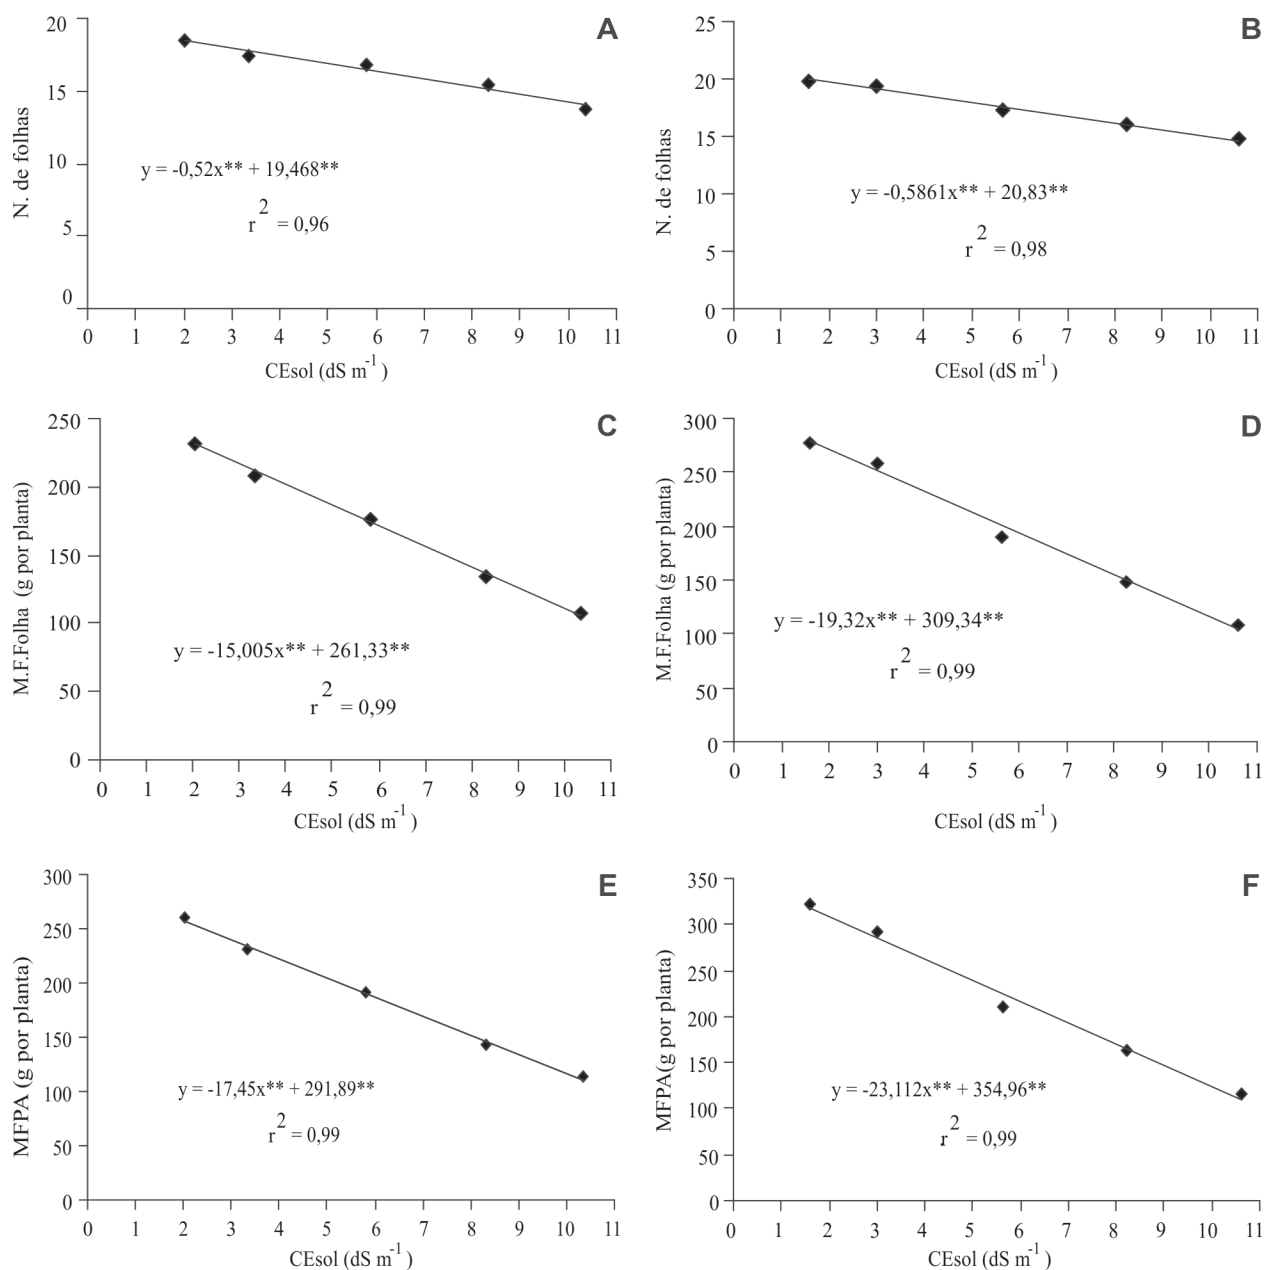 A
20
15
10
5
0
N. de folhas
y = -0,52x** + 19,468**
r² = 0,96
0 1 2 3 4 5 6 7 8 9 10 11
CEsol (dS m⁻¹)
B
25
20
15
10
5
0
N. de folhas
y = -0,5861x** + 20,83**
r² = 0,98
0 1 2 3 4 5 6 7 8 9 10 11
CEsol (dS m⁻¹)
C
250
200
150
100
50
0
M.F.Folha (g por planta)
y = -15,005x** + 261,33**
r² = 0,99
0 1 2 3 4 5 6 7 8 9 10 11
CEsol (dS m⁻¹)
D
300
250
200
150
100
50
0
M.F.Folha (g por planta)
y = -19,32x** + 309,34**
r² = 0,99
0 1 2 3 4 5 6 7 8 9 10 11
CEsol (dS m⁻¹)
E
300
250
200
150
100
50
0
MFPA (g por planta)
y = -17,45x** + 291,89**
r² = 0,99
0 1 2 3 4 5 6 7 8 9 10 11
CEsol (dS m⁻¹)
F
350
300
250
200
150
100
50
0
MFPA(g por planta)
y = -23,112x** + 354,96**
r² = 0,99
0 1 2 3 4 5 6 7 8 9 10 11
CEsol (dS m⁻¹)